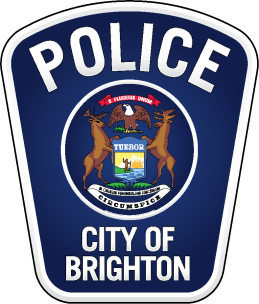 POLICE
E PLURIBUS UNUM
TUEBOR
CIRCUMSPICE
CITY OF
BRIGHTON